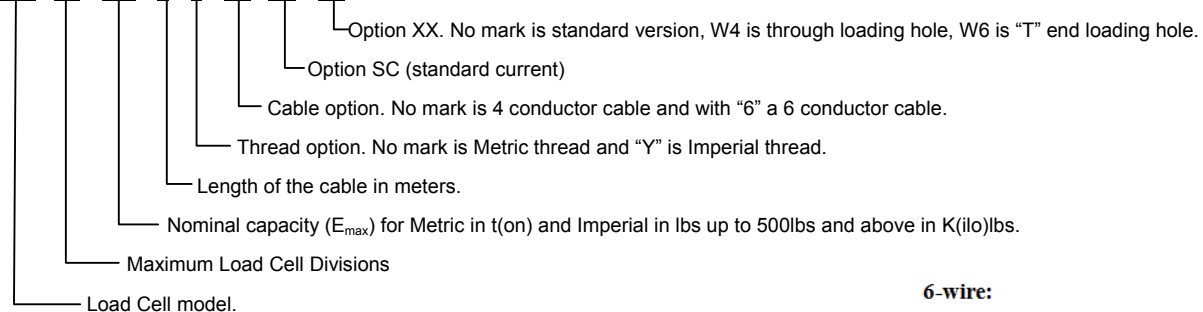 Option XX. No mark is standard version, W4 is through loading hole, W6 is “T” end loading hole.
Option SC (standard current)
Cable option. No mark is 4 conductor cable and with “6” a 6 conductor cable.
Thread option. No mark is Metric thread and “Y” is Imperial thread.
Length of the cable in meters.
Nominal capacity (Emax) for Metric in t(on) and Imperial in lbs up to 500lbs and above in K(ilo)lbs.
Maximum Load Cell Divisions
Load Cell model.
6-wire: